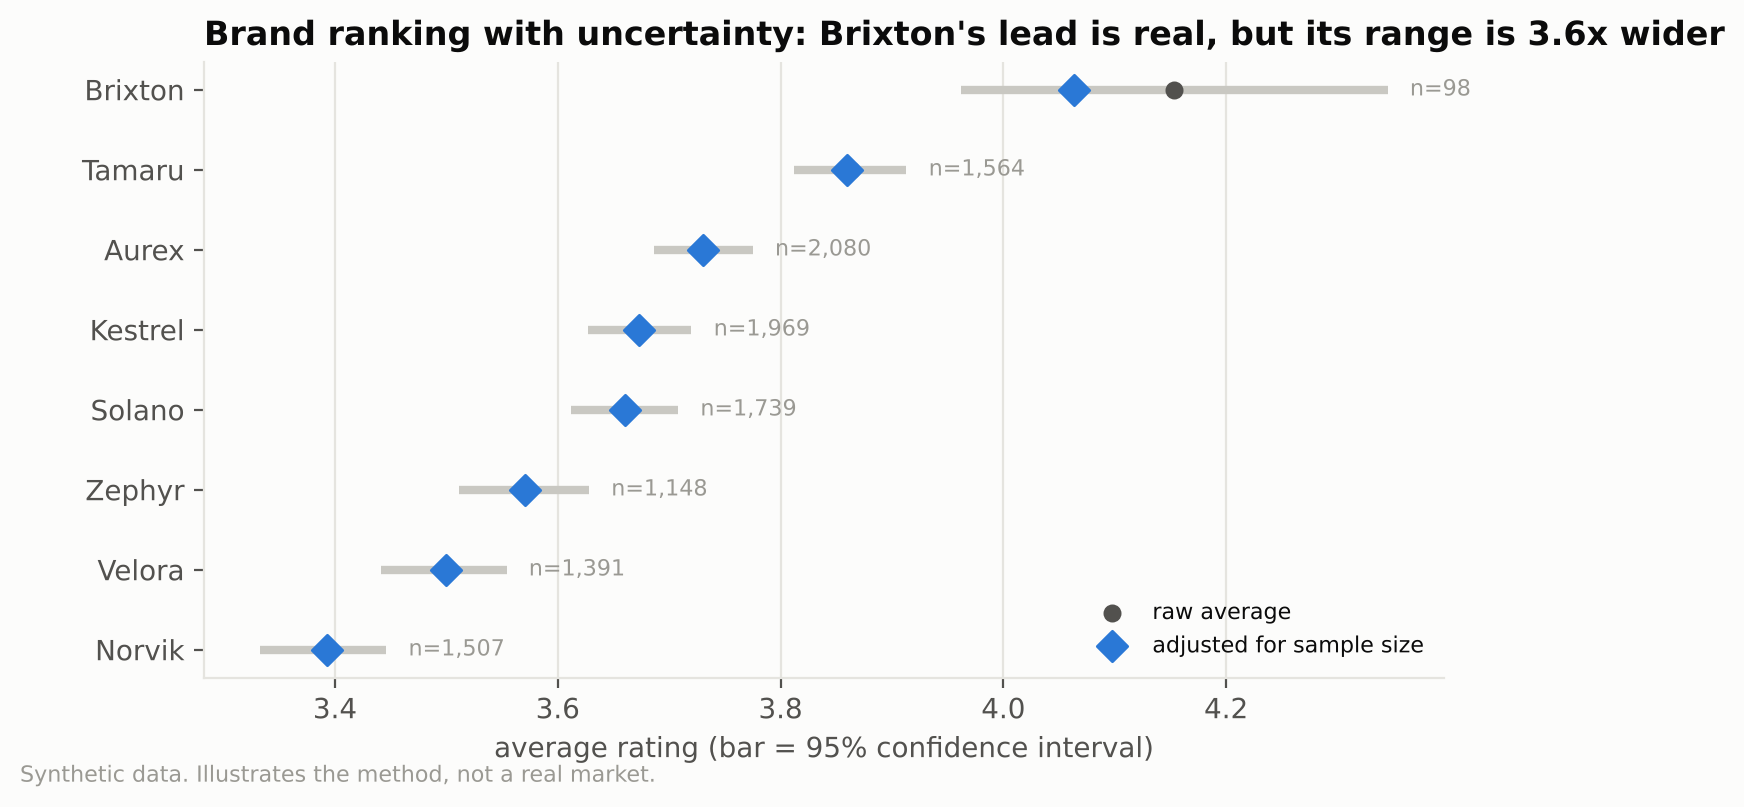 Brand ranking with uncertainty: Brixton's lead is real, but its range is 3.6x wider
Brixton
n=98
Tamaru
n=1,564
Aurex
n=2,080
Kestrel
n=1,969
Solano
n=1,739
Zephyr
n=1,148
Velora
n=1,391
raw average
Norvik
n=1,507
adjusted for sample size
3.4 3.6 3.8 4.0 4.2
average rating (bar = 95% confidence interval)
Synthetic data. Illustrates the method, not a real market.